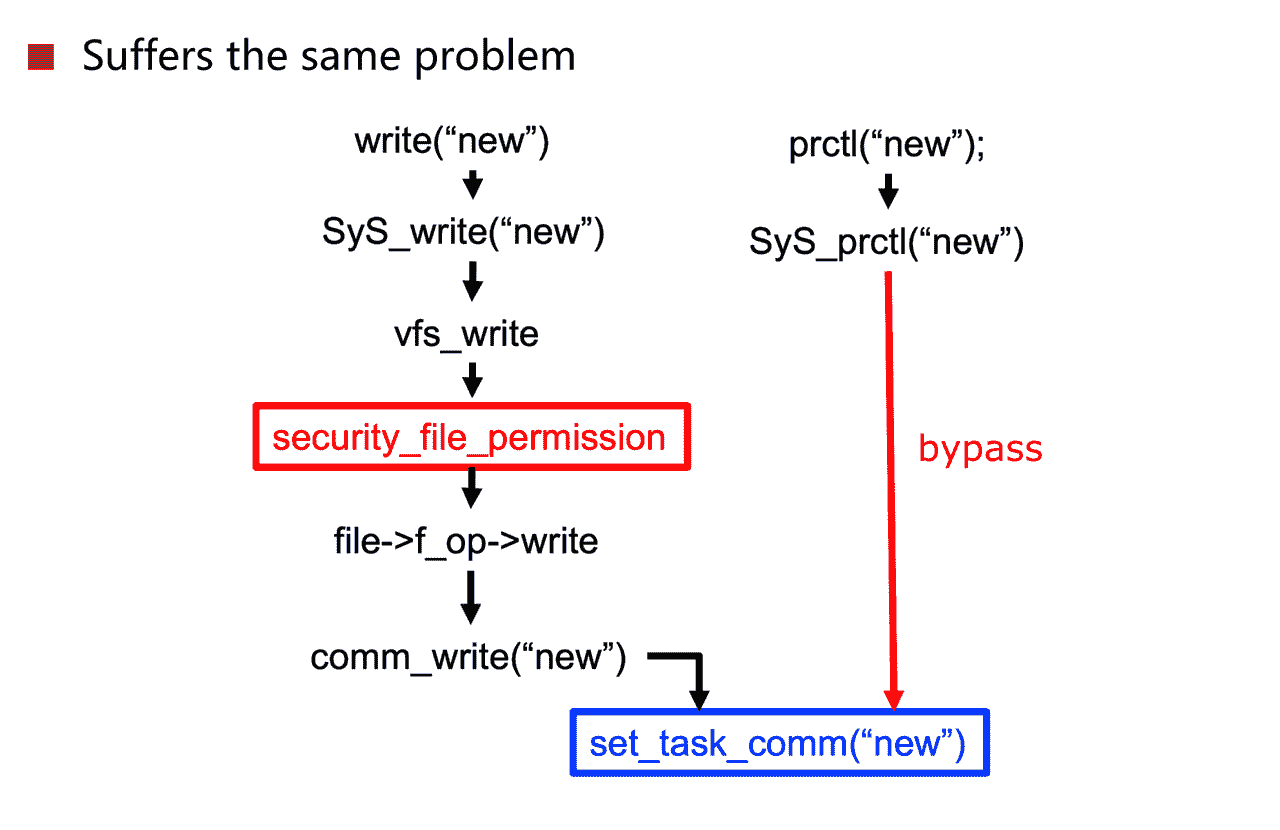 Suffers the same problem
write(“new”)
SyS_write(“new”)
vfs_write
security_file_permission
file->f_op->write
comm_write(“new”)
prctl(“new”);
SyS_prctl(“new”)
bypass
set_task_comm(“new”)